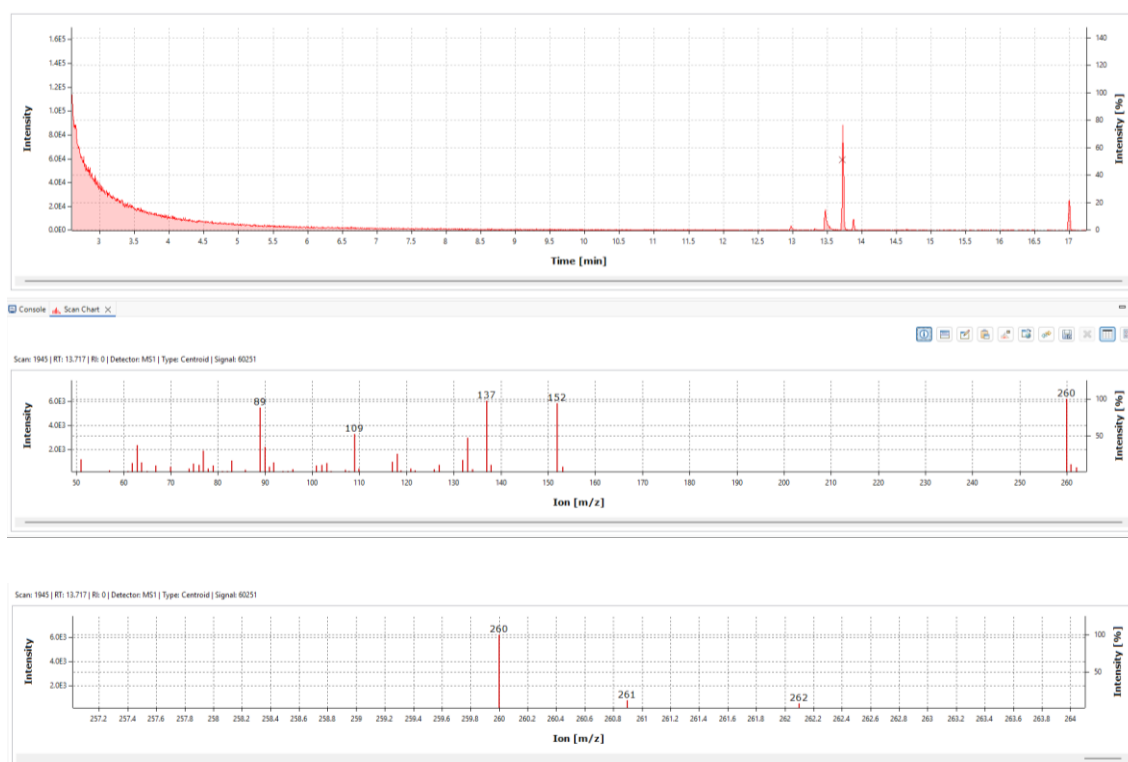 1.6E5
1.4E5
1.2E5
1.0E5
8.0E4
6.0E4
4.0E4
2.0E4
0.0E0
Intensity
140
120
100
80
60
40
20
0
Intensity [%]
3 3.5 4 4.5 5 5.5 6 6.5 7 7.5 8 8.5 9 9.5 10 10.5 11 11.5 12 12.5 13 13.5 14 14.5 15 15.5 16 16.5 17
Time [min]
Console Scan Chart
Scan: 1945 | RT: 13.717 | RI: 0 | Detector: MS1 | Type: Centroid | Signal: 60251
6.0E3
4.0E3
2.0E3
Intensity
89 109 137 152 260
100
50
Intensity [%]
50 60 70 80 90 100 110 120 130 140 150 160 170 180 190 200 210 220 230 240 250 260
Ion [m/z]
Scan: 1945 | RT: 13.717 | RI: 0 | Detector: MS1 | Type: Centroid | Signal: 60251
6.0E3
4.0E3
2.0E3
Intensity
260 261 262
100
50
Intensity [%]
257.2 257.4 257.6 257.8 258 258.2 258.4 258.6 258.8 259 259.2 259.4 259.6 259.8 260 260.2 260.4 260.6 260.8 261 261.2 261.4 261.6 261.8 262 262.2 262.4 262.6 262.8 263 263.2 263.4 263.6 263.8 264
Ion [m/z]